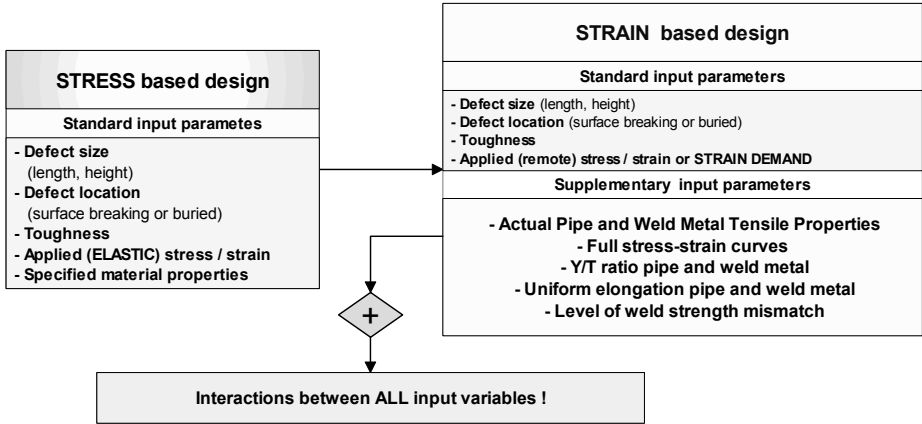 STRESS based design
Standard input parametes
- Defect size
(length, height)
- Defect location
(surface breaking or buried)
- Toughness
- Applied (ELASTIC) stress / strain
- Specified material properties
STRAIN based design
Standard input parameters
- Defect size (length, height)
- Defect location (surface breaking or buried)
- Toughness
- Applied (remote) stress / strain or STRAIN DEMAND
Supplementary input parameters
- Actual Pipe and Weld Metal Tensile Properties
- Full stress-strain curves
- Y/T ratio pipe and weld metal
- Uniform elongation pipe and weld metal
- Level of weld strength mismatch
+
Interactions between ALL input variables !